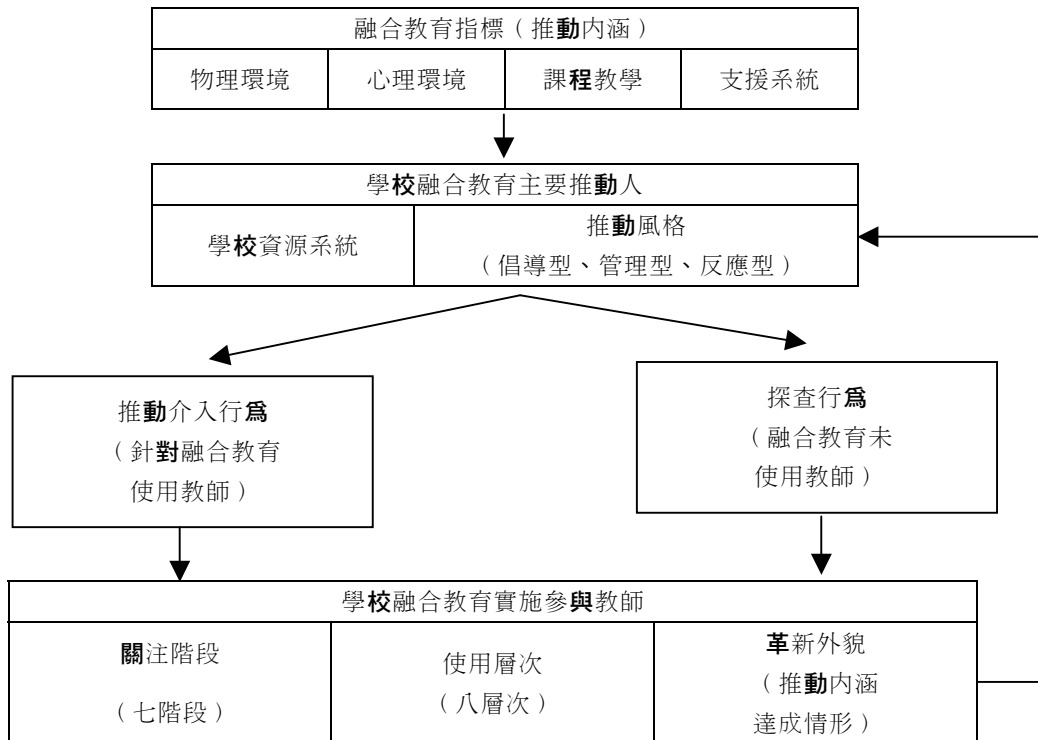 融合教育指標（推動內涵）
物理環境
心理環境
課程教學
支援系統
學校融合教育主要推動人
學校資源系統
推動風格
（倡導型、管理型、反應型）
推動介入行為
（針對融合教育
使用教師）
探查行為
（融合教育未
使用教師）
學校融合教育實施參與教師
關注階段
（七階段）
使用層次
（八層次）
革新外貌
（推動內涵
達成情形）